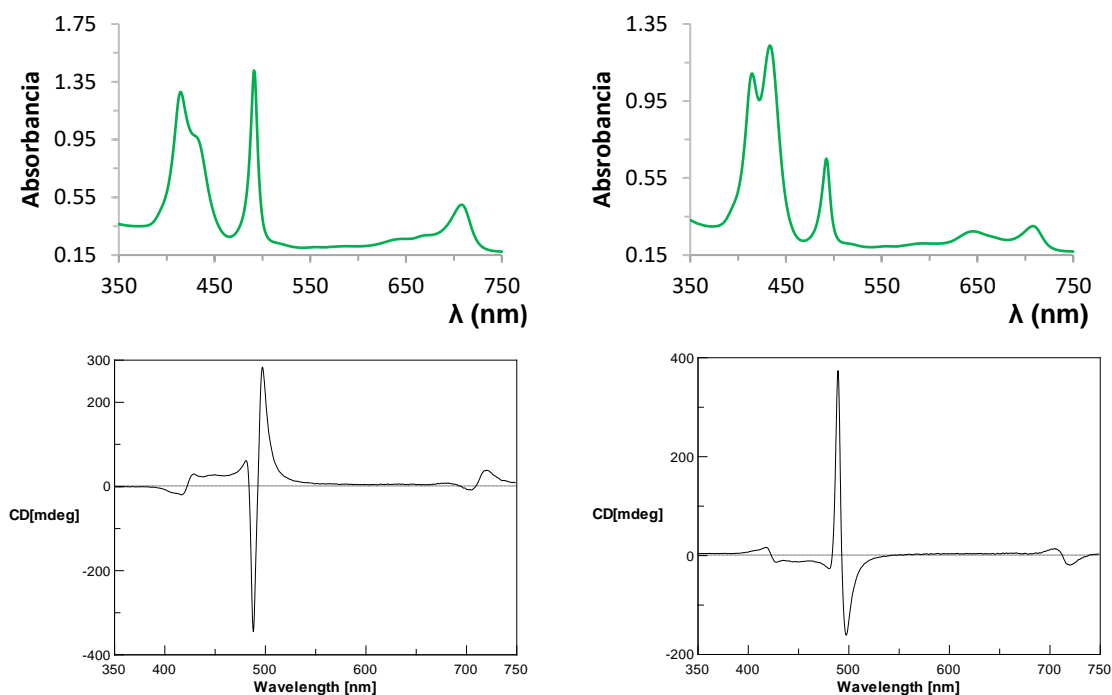 1.75
1.35
0.95
0.55
0.15
Absorbancia
350 450 550 650 750
λ (nm)
1.35
0.95
0.55
0.15
Absrobancia
350 450 550 650 750
λ (nm)
300
200
0
-200
-400
CD[mdeg]
350 400 500 600 700 750
Wavelength [nm]
400
200
0
-200
CD[mdeg]
350 400 500 600 700 750
Wavelength [nm]